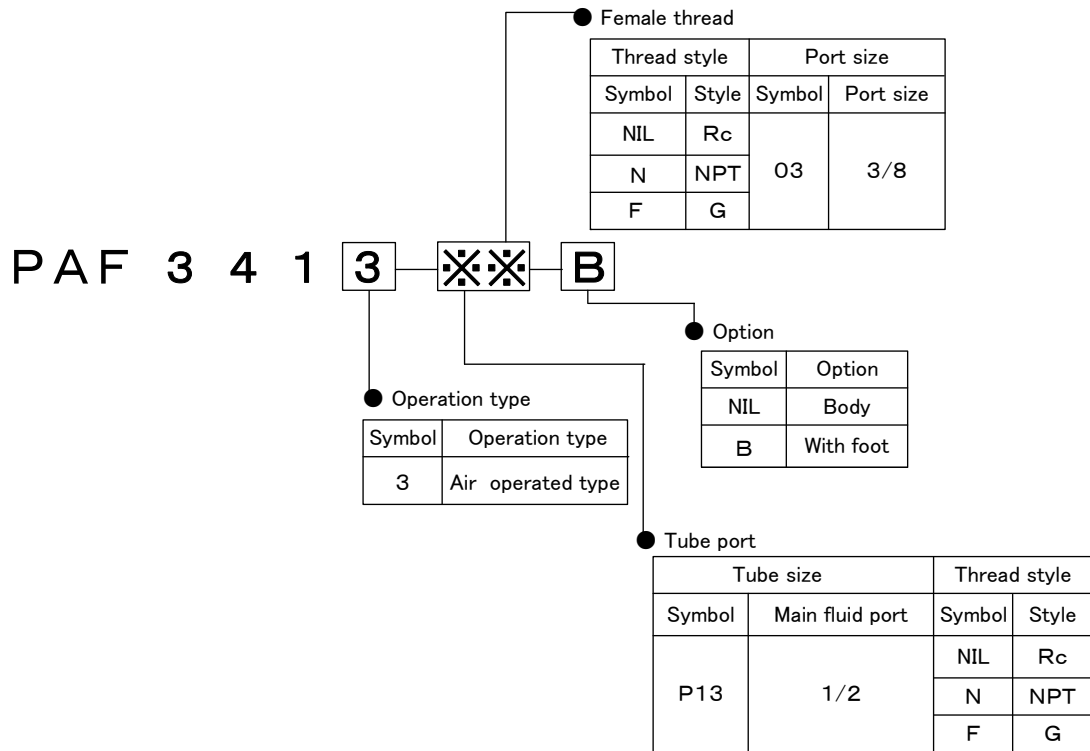 Female thread
Thread style Port size
Symbol Style Symbol Port size
NIL Rc
N NPT 03 3/8
F G
PAF 3 4 1 3 ※※ B
Option
Symbol Option
NIL Body
B With foot
Operation type
Symbol Operation type
3 Air operated type
Tube port
Tube size Thread style
Symbol Main fluid port Symbol Style
NIL Rc
P13 1/2 N NPT
F G